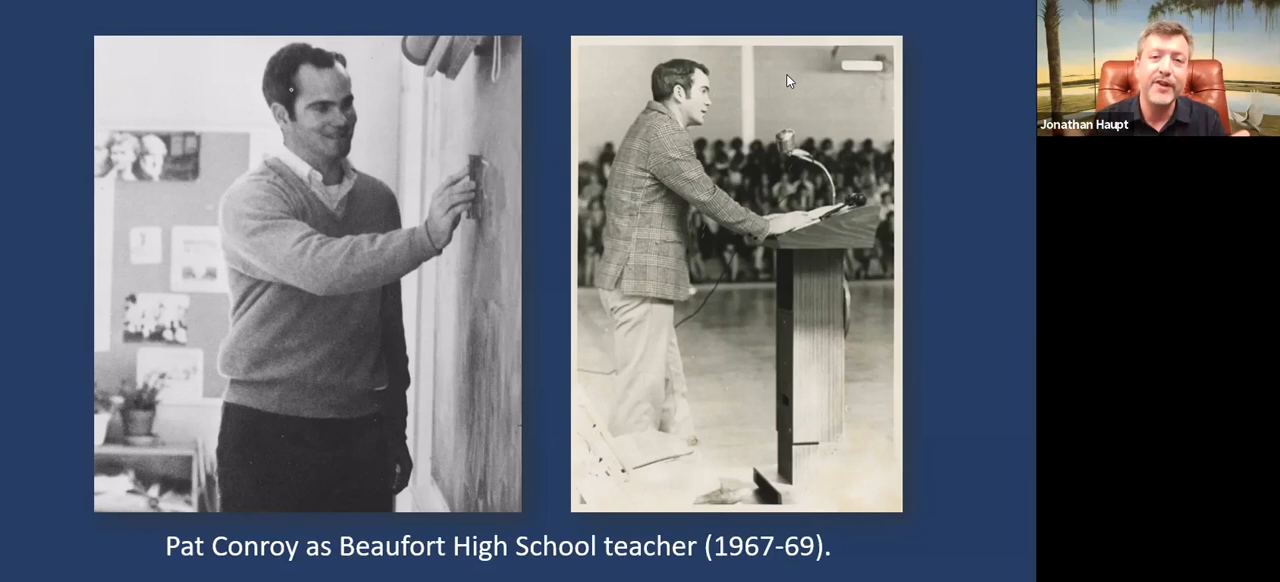 Jonathan Haupt
Pat Conroy as Beaufort High School teacher (1967-69).